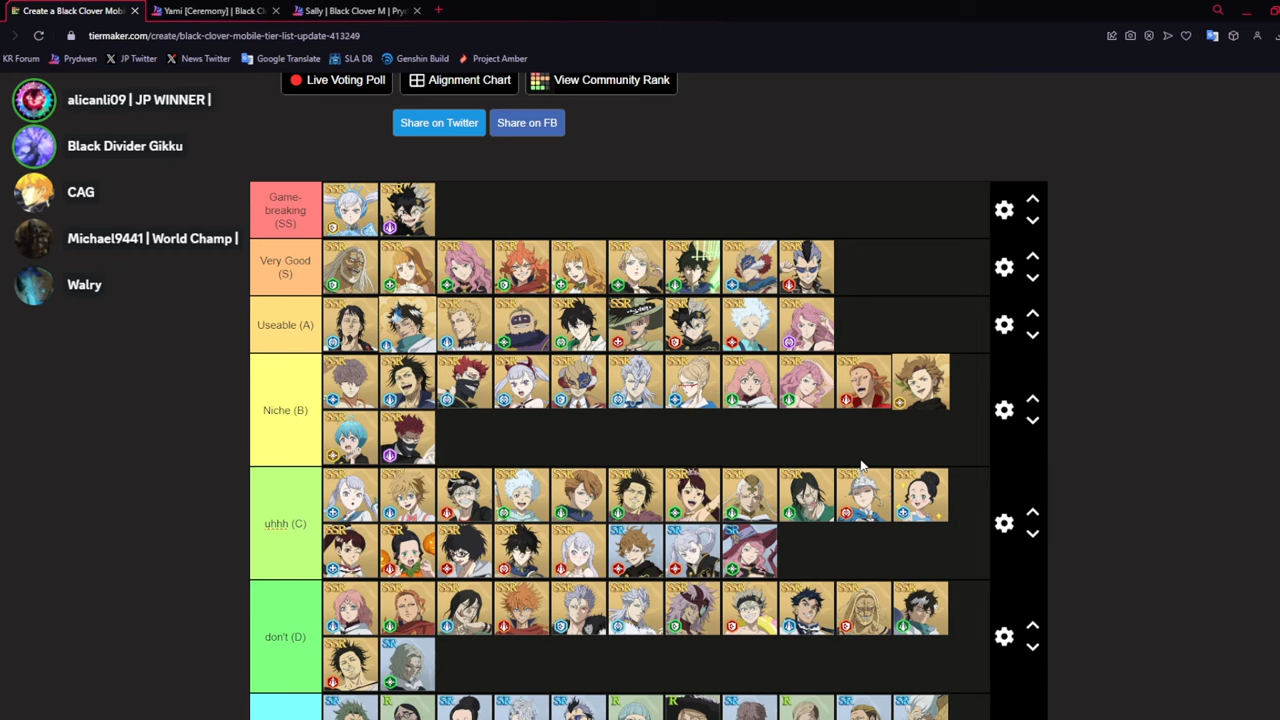 Create a Black Clover Mobi
Yami [Ceremony] | Black Cl
Sally | Black Clover M | Pry
tiermaker.com/create/black-clover-mobile-tier-list-update-413249
KR Forum
Prydwen
JP Twitter
News Twitter
Google Translate
SLA DB
Genshin Build
Project Amber
alicanli09 | JP WINNER |
Black Divider Gikku
CAG
Michael9441 | World Champ |
Walry
Live Voting Poll
Alignment Chart
View Community Rank
Share on Twitter
Share on FB
Game-
breaking
(SS)
Very Good
(S)
Useable (A)
Niche (B)
uhhh (C)
don't (D)